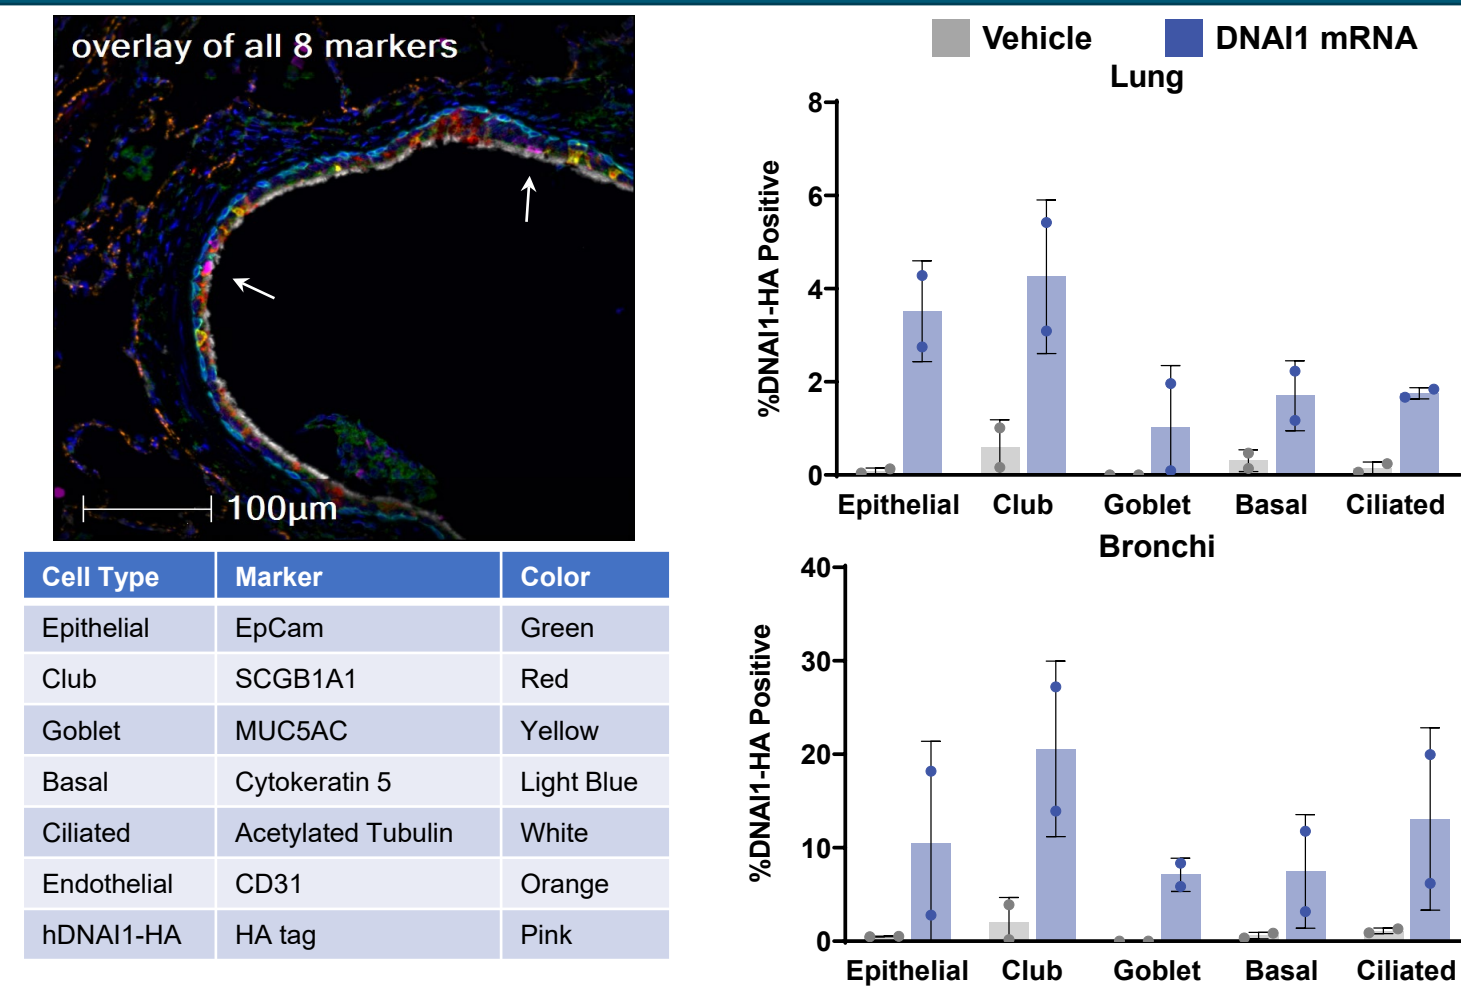 overlay of all 8 markers
100µm
Cell Type Marker Color
Epithelial EpCam Green
Club SCGB1A1 Red
Goblet MUC5AC Yellow
Basal Cytokeratin 5 Light Blue
Ciliated Acetylated Tubulin White
Endothelial CD31 Orange
hDNAI1-HA HA tag Pink
Vehicle DNAI1 mRNA
Lung
%DNAI1-HA Positive
8
6
4
2
0
Epithelial Club Goblet Basal Ciliated
Bronchi
%DNAI1-HA Positive
40
30
20
10
0
Epithelial Club Goblet Basal Ciliated